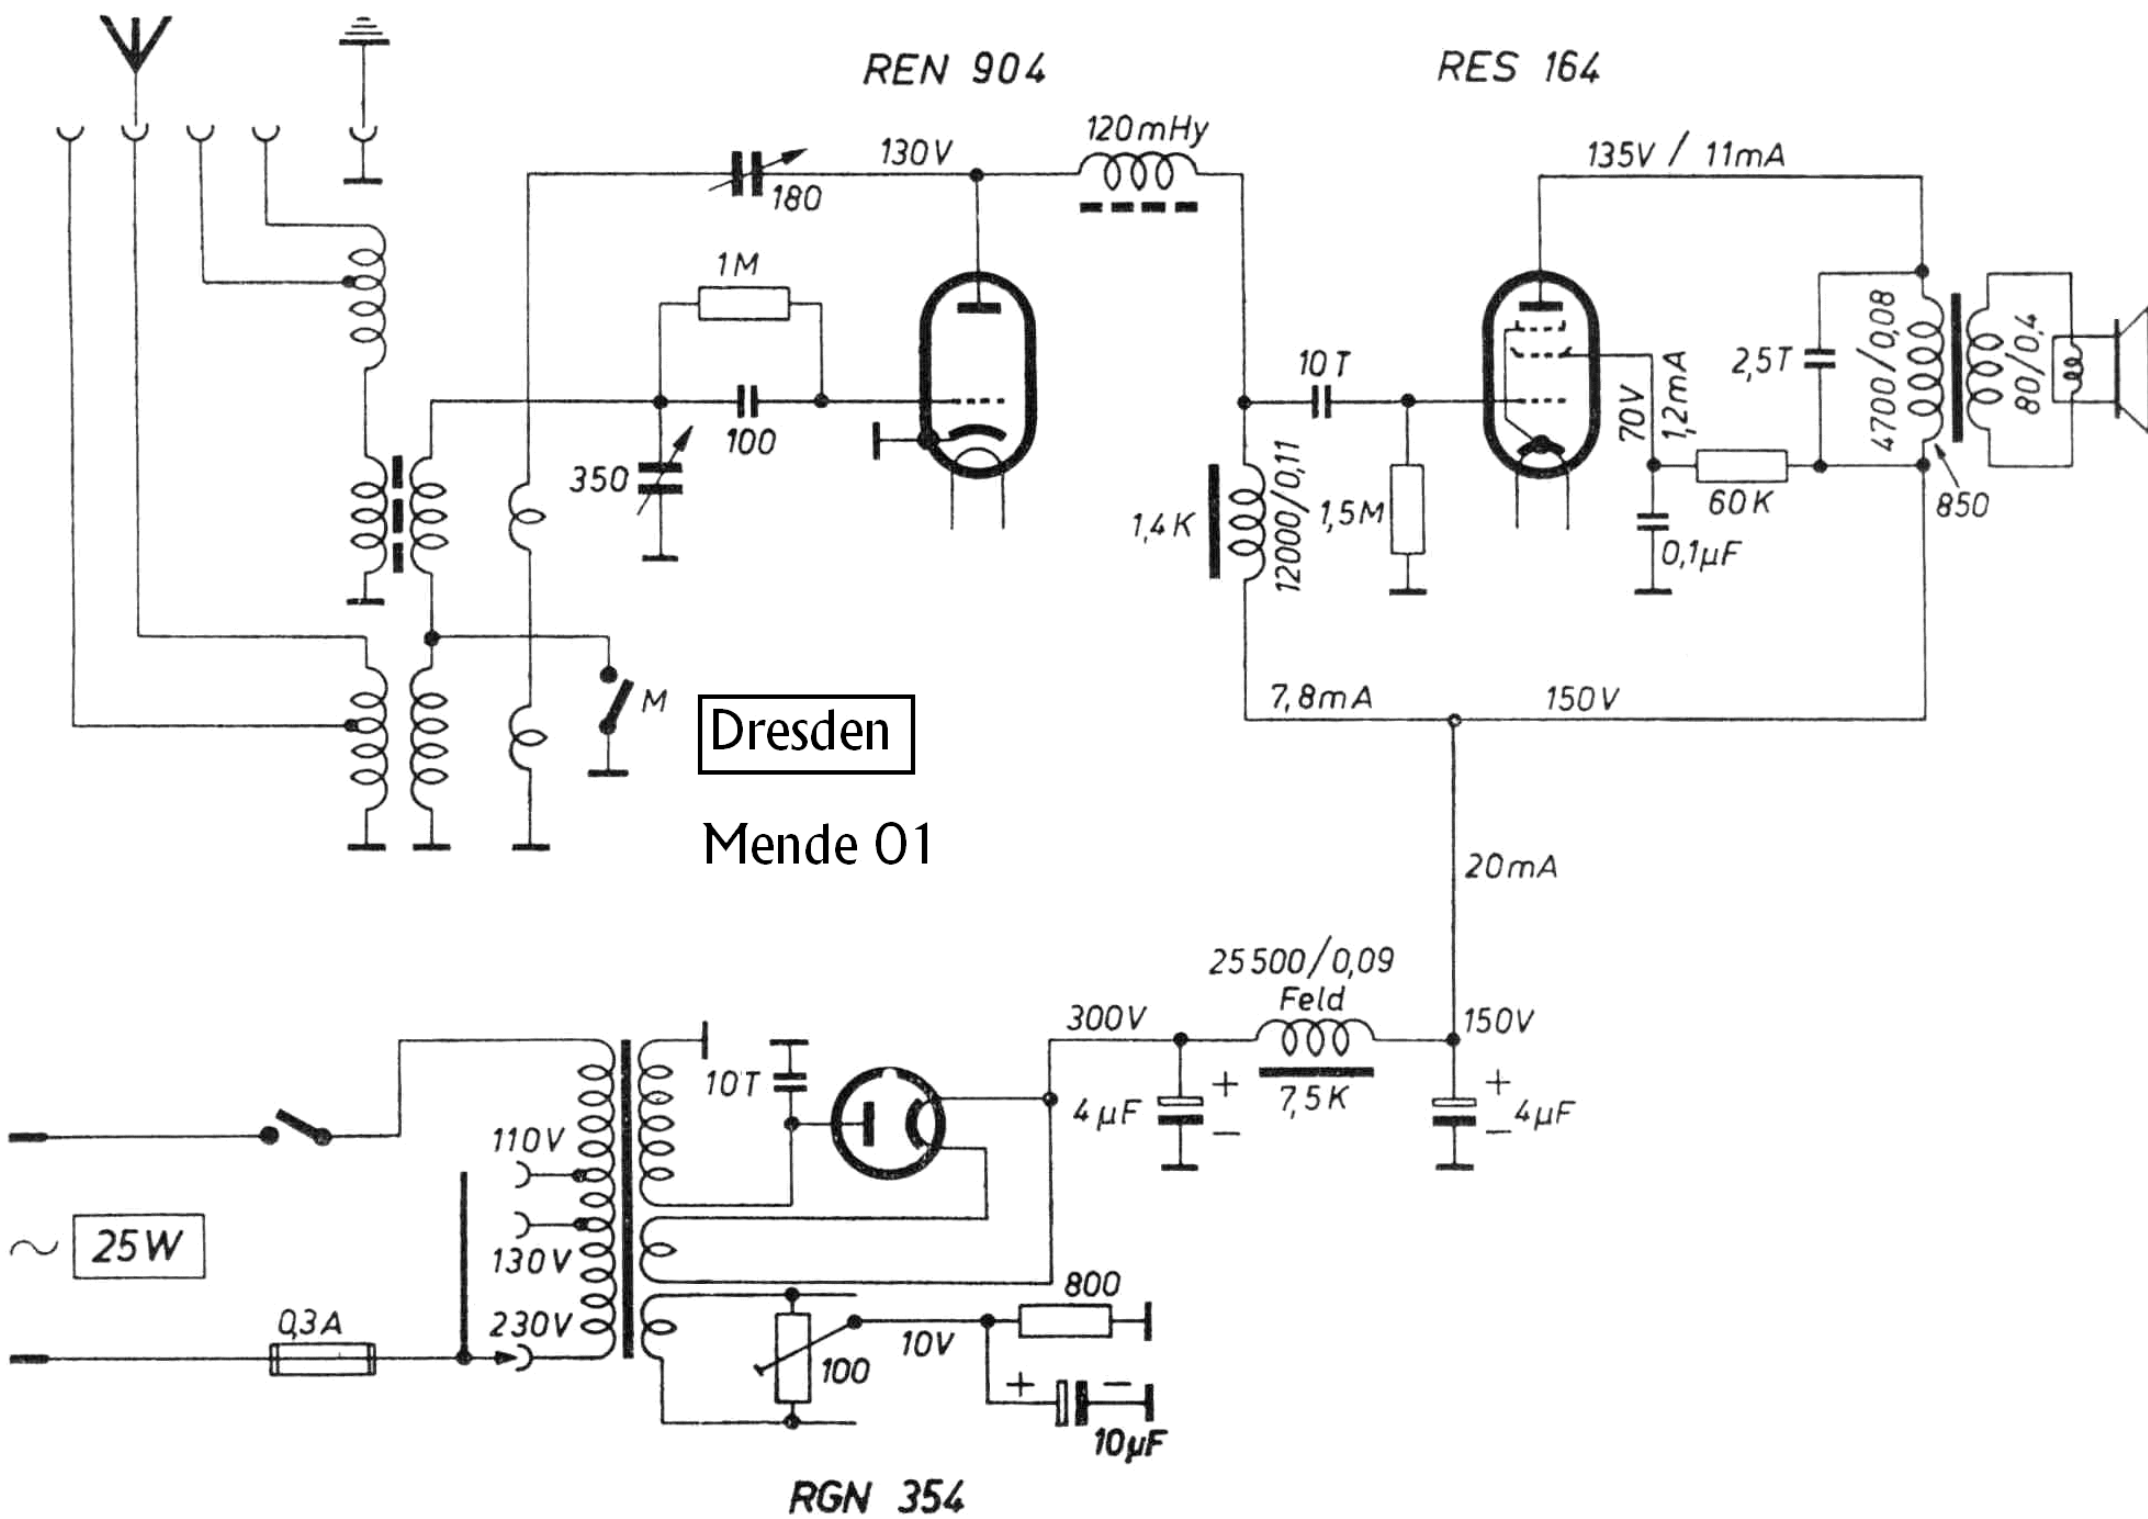 REN 904
RES 164
120mHy
130V
135V / 11mA
180
1M
10T
2,5T
4700/0,08
80/0,4
70V
1,2mA
100
350
1,4K
12000/0,11
1,5M
60K
850
0,1µF
M
7,8mA
150V
Dresden
Mende 01
20mA
25500/0,09
Feld
300V
150V
10T
4µF
+
−
7,5K
+
−
4µF
110V
~
25W
130V
800
0,3A
230V
10V
100
+
−
10µF
RGN 354